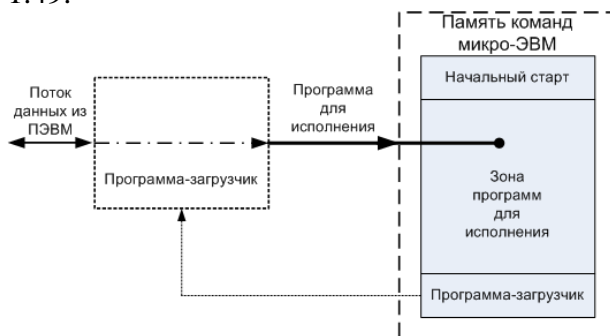 1.49.
Память команд
микро-ЭВМ
Начальный старт
Поток
данных из
ПЭВМ
Программа
для
исполнения
Программа-загрузчик
Зона
программ
для
исполнения
Программа-загрузчик